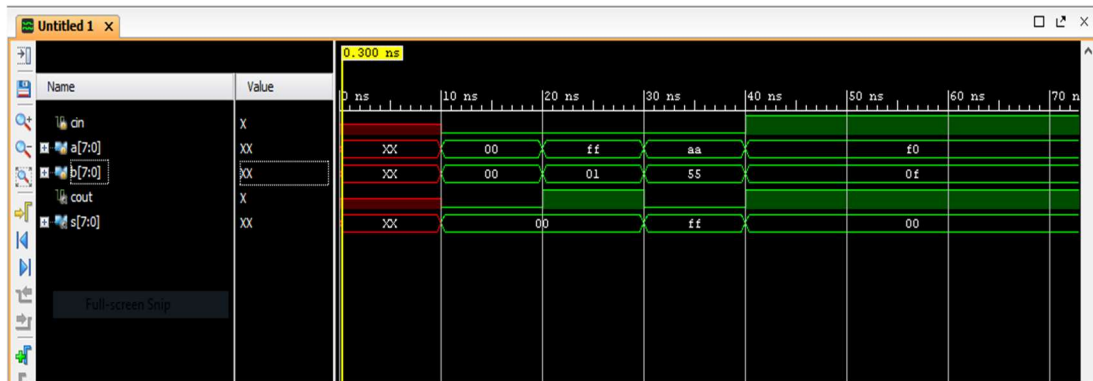 Untitled 1 X
0.300 ns
Name Value
0 ns 10 ns 20 ns 30 ns 40 ns 50 ns 60 ns 70 n
cin X
a[7:0] XX XX 00 ff aa f0
b[7:0] XX XX 00 01 55 0f
cout X
s[7:0] XX XX 00 ff 00
Full-screen Snip